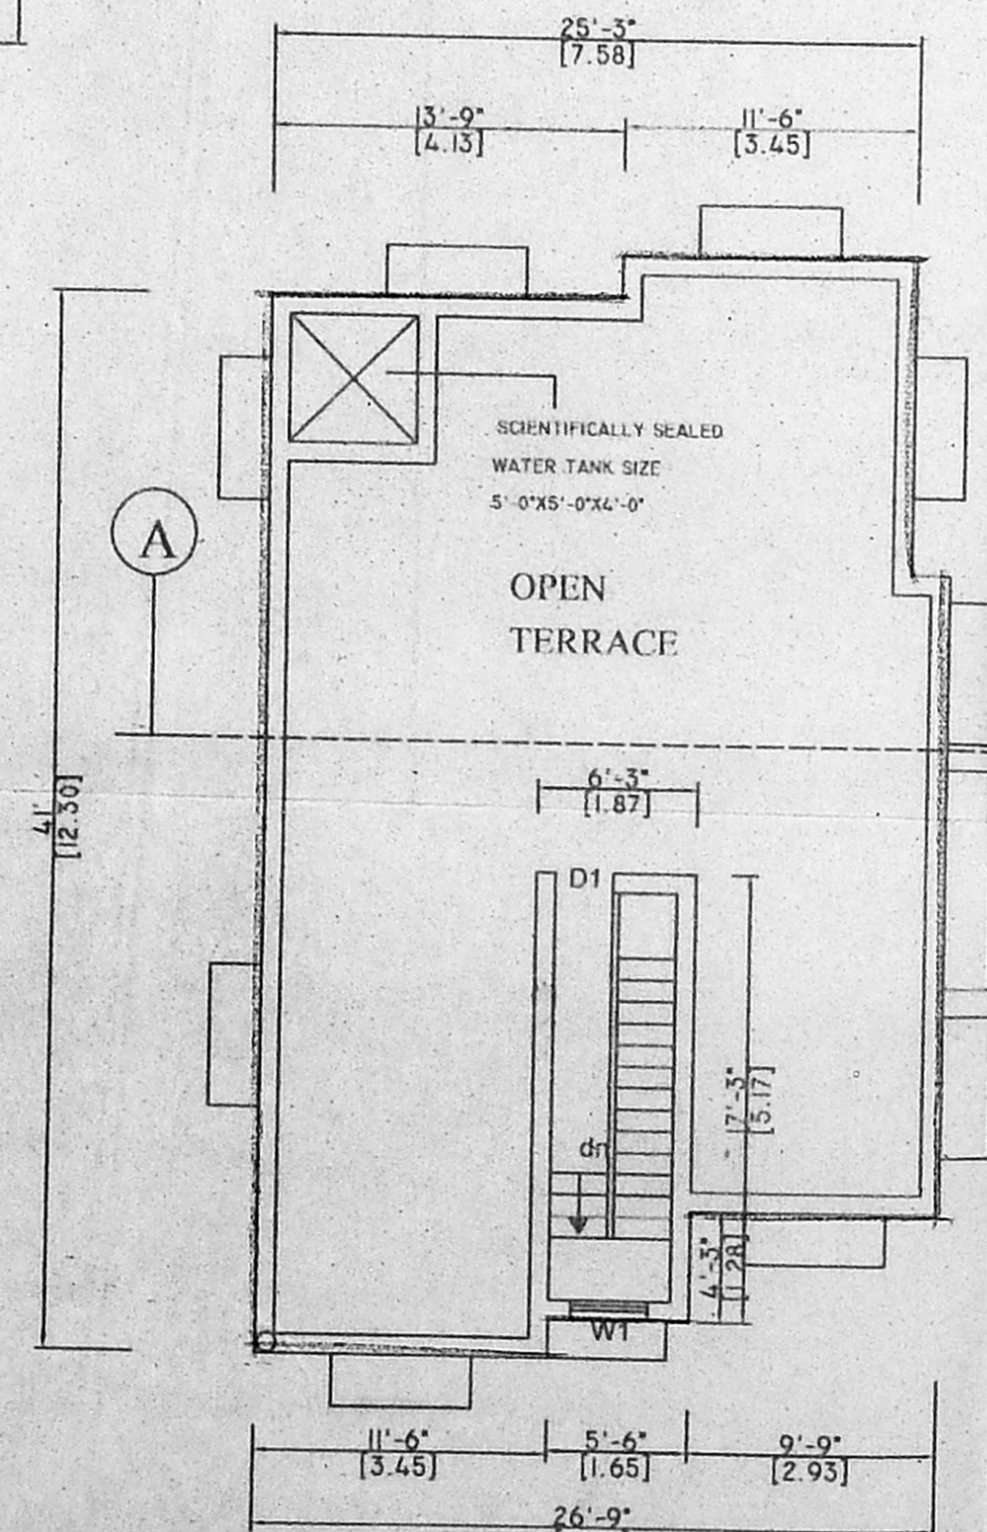 25'-3"
[7.58]
13'-9"
[4.13]
11'-6"
[3.45]
SCIENTIFICALLY SEALED
WATER TANK SIZE
5'-0"X5'-0"X4'-0"
A
OPEN
TERRACE
41'
[12.30]
6'-3"
[1.87]
D1
17'-3"
[5.17]
dn
4'-3"
[1.28]
W1
11'-6"
[3.45]
5'-6"
[1.65]
9'-9"
[2.93]
26'-9"